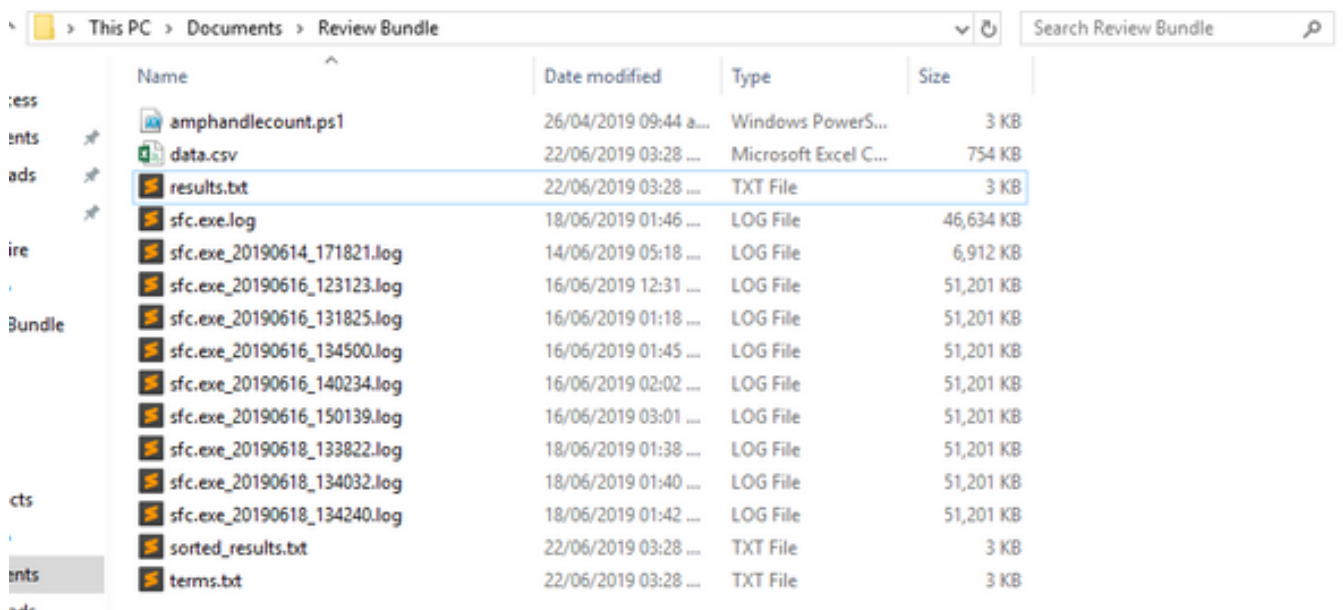 This PC > Documents > Review Bundle Search Review Bundle
Name Date modified Type Size
cess
amphandlecount.ps1 26/04/2019 09:44 a... Windows PowerS... 3 KB
ents
data.csv 22/06/2019 03:28 ... Microsoft Excel C... 754 KB
ads
results.txt 22/06/2019 03:28 ... TXT File 3 KB
sfc.exe.log 18/06/2019 01:46 ... LOG File 46,634 KB
ire
sfc.exe_20190614_171821.log 14/06/2019 05:18 ... LOG File 6,912 KB
sfc.exe_20190616_123123.log 16/06/2019 12:31 ... LOG File 51,201 KB
Bundle
sfc.exe_20190616_131825.log 16/06/2019 01:18 ... LOG File 51,201 KB
sfc.exe_20190616_134500.log 16/06/2019 01:45 ... LOG File 51,201 KB
sfc.exe_20190616_140234.log 16/06/2019 02:02 ... LOG File 51,201 KB
sfc.exe_20190616_150139.log 16/06/2019 03:01 ... LOG File 51,201 KB
sfc.exe_20190618_133822.log 18/06/2019 01:38 ... LOG File 51,201 KB
sfc.exe_20190618_134032.log 18/06/2019 01:40 ... LOG File 51,201 KB
cts
sfc.exe_20190618_134240.log 18/06/2019 01:42 ... LOG File 51,201 KB
sorted_results.txt 22/06/2019 03:28 ... TXT File 3 KB
ents
terms.txt 22/06/2019 03:28 ... TXT File 3 KB